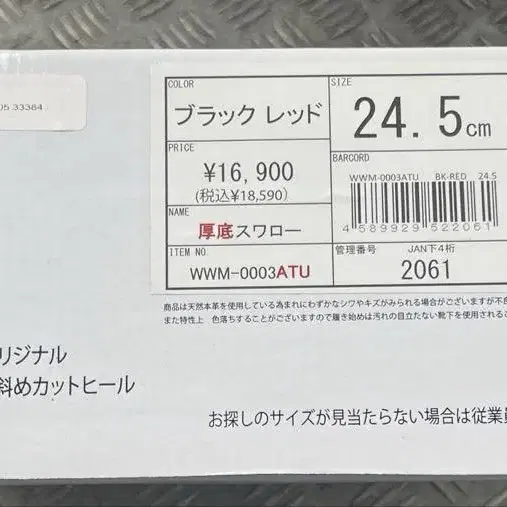 05 33384
COLOR
ブラック レッド
SIZE
24.5cm
PRICE
¥16,900
(税込¥18,590)
BARCORD
WWM-0003ATU BK-RED 24.5
4 589929 522061
NAME
厚底スワロー
ITEM NO
WWM-0003ATU
管理番号 JAN下4桁
2061
商品は天然本革を使用している為まれにわずかなシワやキズがみられる場合がございますが不良
また特性上 色落ちすることがございますので履き始めは汚れの目立たない靴下を使用される
リジナル
斜めカットヒール
お探しのサイズが見当たらない場合は従業員